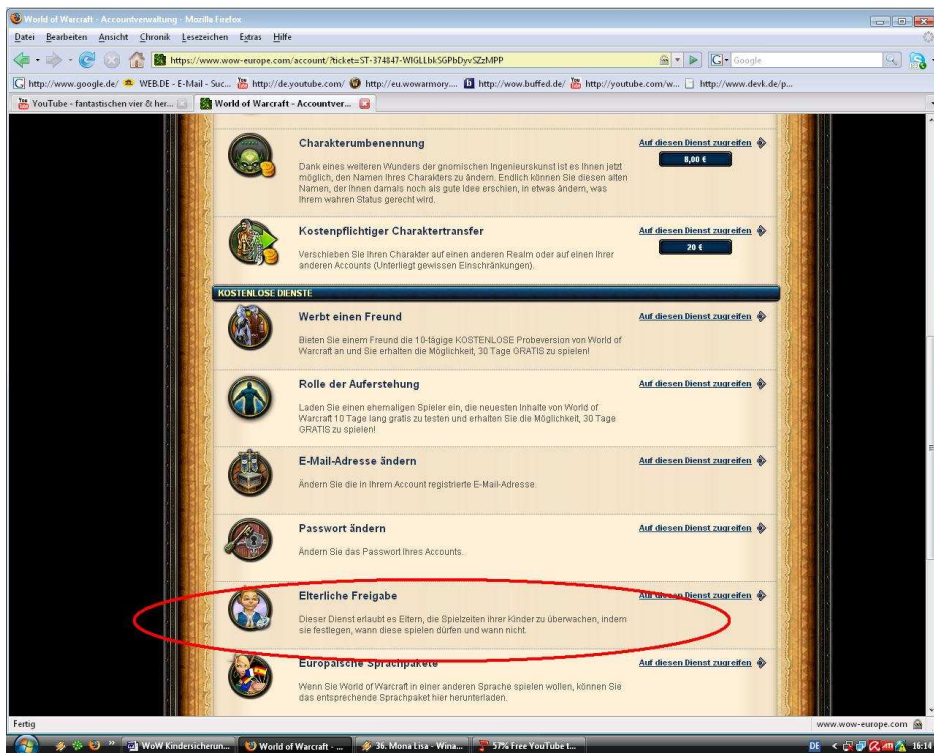 World of Warcraft - Accountverwaltung - Mozilla Firefox
Datei Bearbeiten Ansicht Chronik Lesezeichen Extras Hilfe
https://www.wow-europe.com/account/?ticket=ST-374847-WIGLLbkSGPbDyvSZzMPP
Google
http://www.google.de/ WEB.DE - E-Mail - Suc... http://de.youtube.com/ http://eu.wowarmory.... http://wow.buffed.de/ http://youtube.com/w... http://www.devk.de/p...
YouTube - fantastischen vier & her... World of Warcraft - Accountver...
Charakterumbenennung
Auf diesen Dienst zugreifen
8,00 €
Dank eines weiteren Wunders der gnomischen Ingenieurskunst ist es Ihnen jetzt
möglich, den Namen Ihres Charakters zu ändern. Endlich können Sie diesen alten
Namen, der Ihnen damals noch als gute Idee erschien, in etwas ändern, was
Ihrem wahren Status gerecht wird.
Kostenpflichtiger Charaktertransfer
Auf diesen Dienst zugreifen
20 €
Verschieben Sie Ihren Charakter auf einen anderen Realm oder auf einen Ihrer
anderen Accounts (Unterliegt gewissen Einschränkungen).
KOSTENLOSE DIENSTE
Werbt einen Freund
Auf diesen Dienst zugreifen
Bieten Sie einem Freund die 10-tägige KOSTENLOSE Probeversion von World of
Warcraft an und Sie erhalten die Möglichkeit, 30 Tage GRATIS zu spielen!
Rolle der Auferstehung
Auf diesen Dienst zugreifen
Laden Sie einen ehemaligen Spieler ein, die neuesten Inhalte von World of
Warcraft 10 Tage lang gratis zu testen und erhalten Sie die Möglichkeit, 30 Tage
GRATIS zu spielen!
E-Mail-Adresse ändern
Auf diesen Dienst zugreifen
Ändern Sie die in Ihrem Account registrierte E-Mail-Adresse.
Passwort ändern
Auf diesen Dienst zugreifen
Ändern Sie das Passwort Ihres Accounts.
Elterliche Freigabe
Auf diesen Dienst zugreifen
Dieser Dienst erlaubt es Eltern, die Spielzeiten ihrer Kinder zu überwachen, indem
sie festlegen, wann diese spielen dürfen und wann nicht.
Europäische Sprachpakete
Auf diesen Dienst zugreifen
Wenn Sie World of Warcraft in einer anderen Sprache spielen wollen, können Sie
das entsprechende Sprachpaket hier herunterladen.
Fertig
www.wow-europe.com
WoW Kindersicherun... World of Warcraft - ... 36. Mona Lisa - Wina... 57% Free YouTube t... DE 16:14